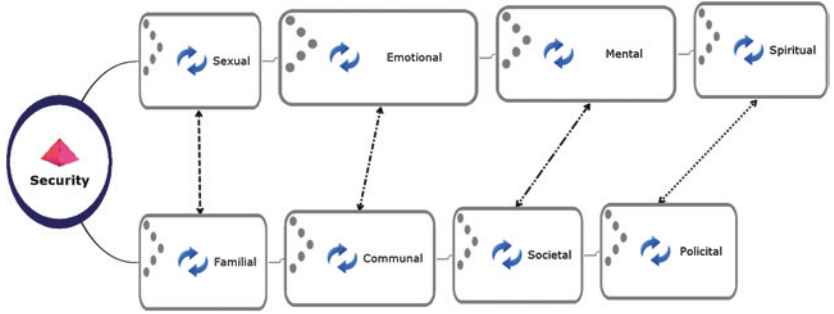 Sexual
Emotional
Mental
Spiritual
Security
Familial
Communal
Societal
Policital